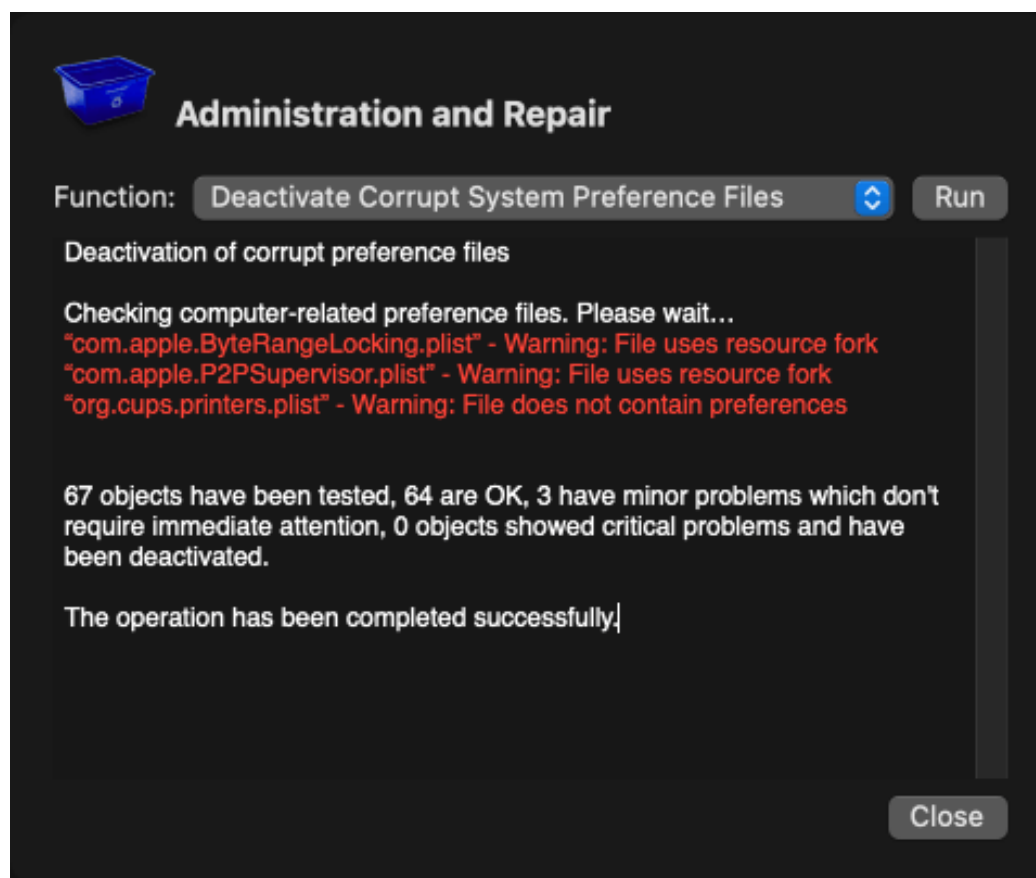 Administration and Repair
Function: Deactivate Corrupt System Preference Files Run
Deactivation of corrupt preference files
Checking computer-related preference files. Please wait…
“com.apple.ByteRangeLocking.plist” - Warning: File uses resource fork
“com.apple.P2PSupervisor.plist” - Warning: File uses resource fork
“org.cups.printers.plist” - Warning: File does not contain preferences
67 objects have been tested, 64 are OK, 3 have minor problems which don't
require immediate attention, 0 objects showed critical problems and have
been deactivated.
The operation has been completed successfully.
Close